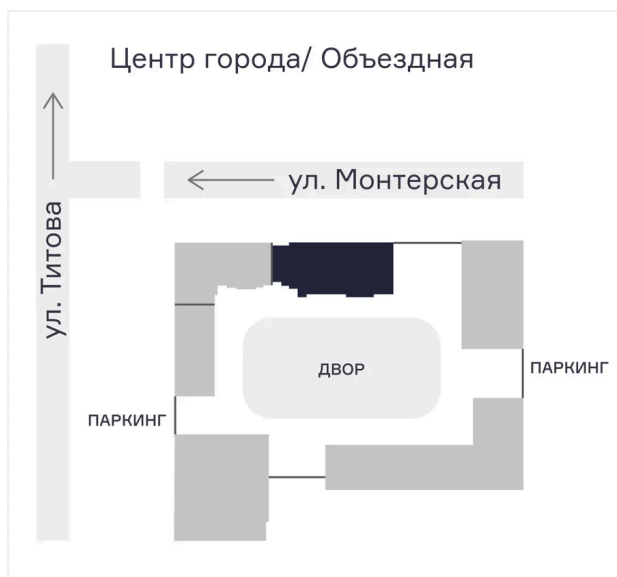 Центр города/ Объездная
ул. Монтерская
ул. Титова
ДВОР
ПАРКИНГ
ПАРКИНГ